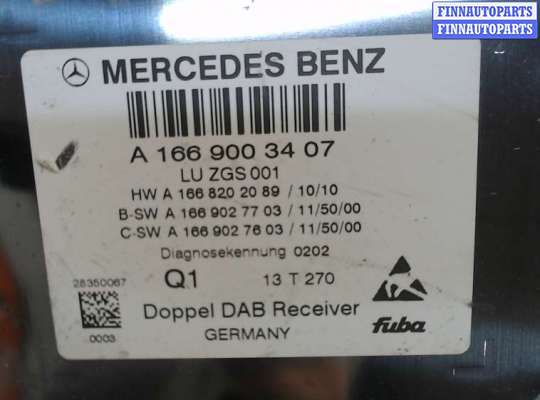 FINNAUTOPARTS
FINNAUTOPARTS
MERCEDES BENZ
A 166 900 34 07
LU ZGS 001
HW A 166 820 20 89 / 10/10
B-SW A 166 902 77 03 / 11/50/00
C-SW A 166 902 76 03 / 11/50/00
Diagnosekennung 0202
28350067 Q1 13 T 270
Doppel DAB Receiver
0003 GERMANY fuba